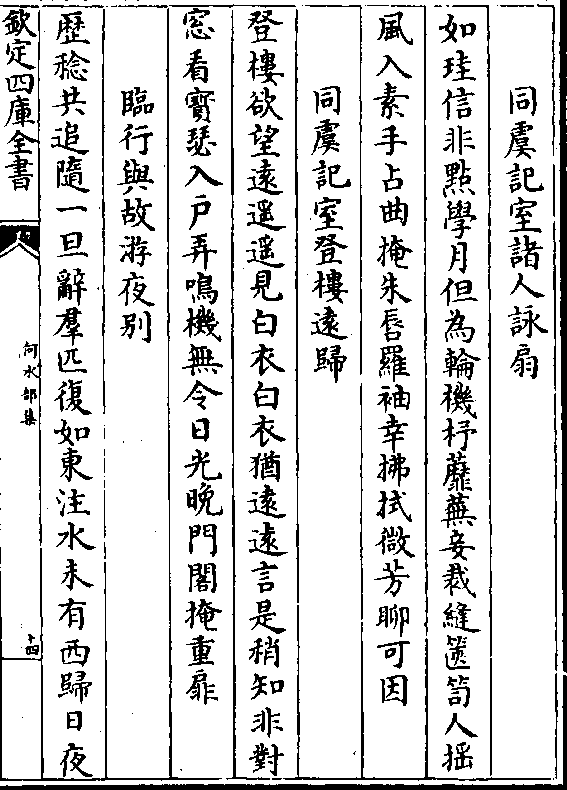 同虞記室諸人詠扇
如珪信非點學月但為輪機杼蘼蕪妾裁縫篋笥人揺
風入素手占曲掩朱唇羅袖幸拂拭微芳聊可因
同虞記室登樓遠歸
登樓欲望遠遥遥見白衣白衣猶遠遠言是稍知非對
窓看寶瑟入戸弄鳴機無令日光晩門閣掩重扉
臨行與故游夜别
歴稔共追隨一旦辭羣匹復如東注水未有西歸日夜
欽定四庫全書
何水部集
十四